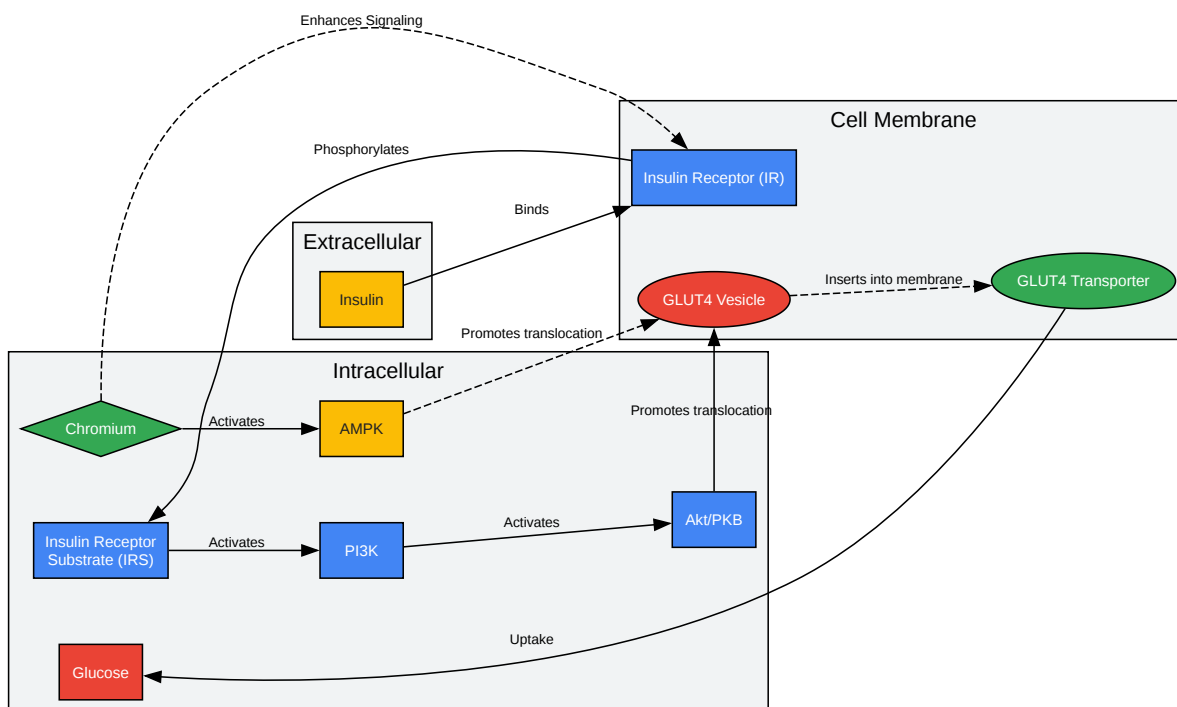 Enhances Signaling
Cell Membrane
Phosphorylates
Insulin Receptor (IR)
Binds
Extracellular
Insulin
Inserts into membrane
GLUT4 Transporter
GLUT4 Vesicle
Promotes translocation
Intracellular
Chromium
Activates
AMPK
Promotes translocation
Insulin Receptor
Substrate (IRS)
Activates
PI3K
Activates
Akt/PKB
Uptake
Glucose